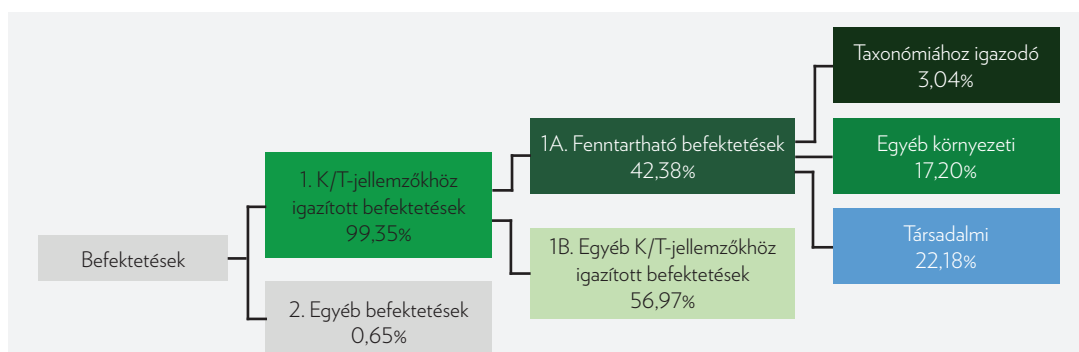 Befektetések
1. K/T-jellemzőkhöz
igazított befektetések
99,35%
2. Egyéb befektetések
0,65%
1A. Fenntartható befektetések
42,38%
1B. Egyéb K/T-jellemzőkhöz
igazított befektetések
56,97%
Taxonómiához igazodó
3,04%
Egyéb környezeti
17,20%
Társadalmi
22,18%